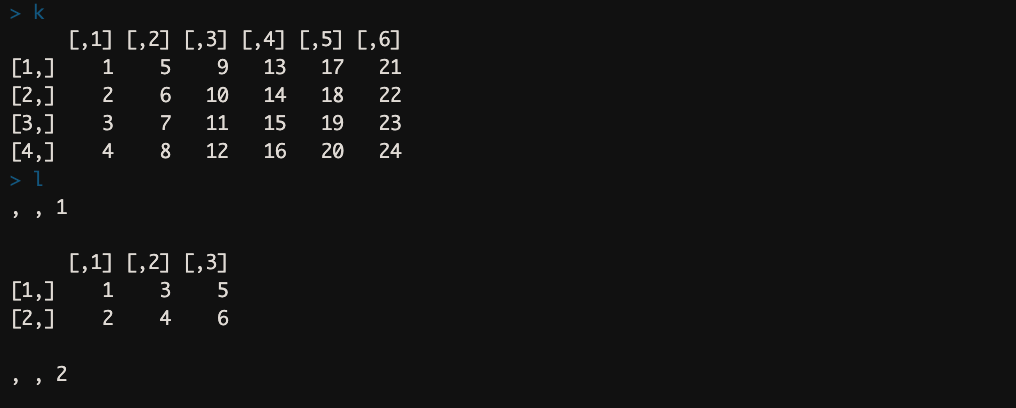 > k
     [,1] [,2] [,3] [,4] [,5] [,6]
[1,]    1    5    9   13   17   21
[2,]    2    6   10   14   18   22
[3,]    3    7   11   15   19   23
[4,]    4    8   12   16   20   24
> l
, , 1
     [,1] [,2] [,3]
[1,]    1    3    5
[2,]    2    4    6
, , 2